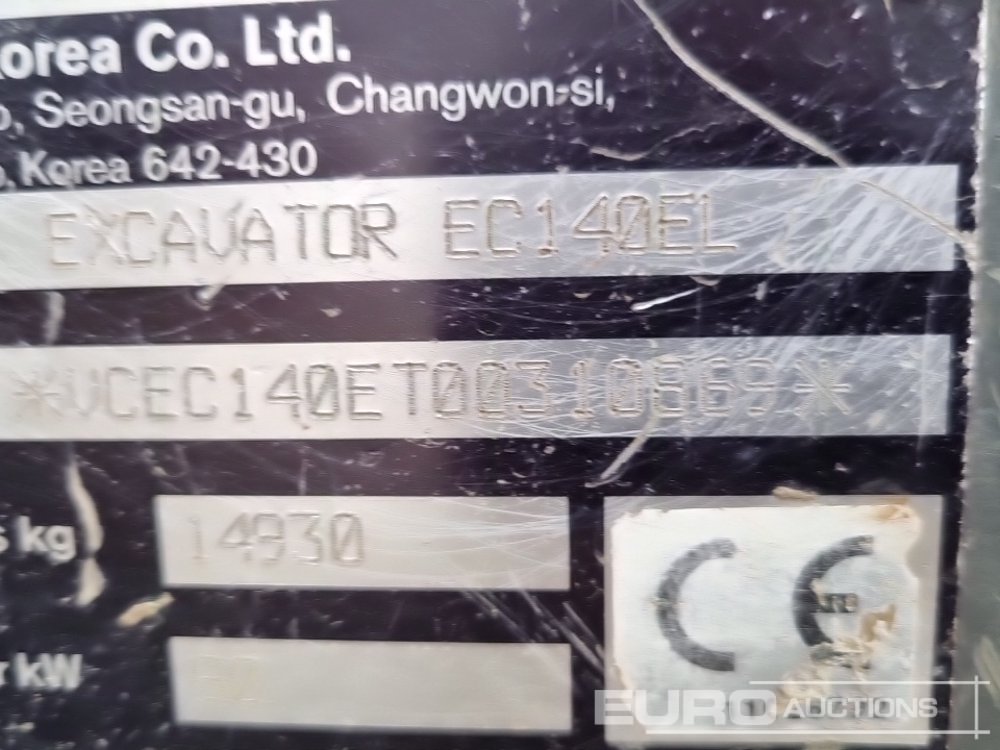 Korea Co. Ltd.
o, Seongsan-gu, Changwon-si,
o, Korea 642-430
EXCAVATOR EC140EL
*VCEC140ET00310869*
s kg
14930
CE
r kW
EURO AUCTIONS